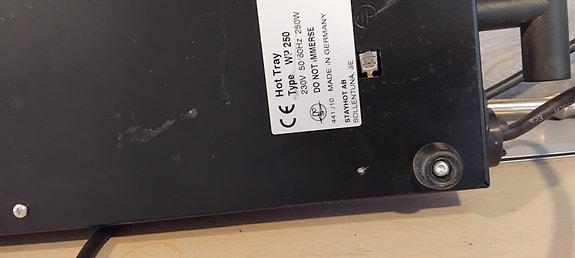 Hot Tray
Type WP 250
230V 50/60Hz 250W
CE DO NOT IMMERSE
441/10 MADE IN GERMANY
STAYHOT AB
SOLLENTUNA, SE